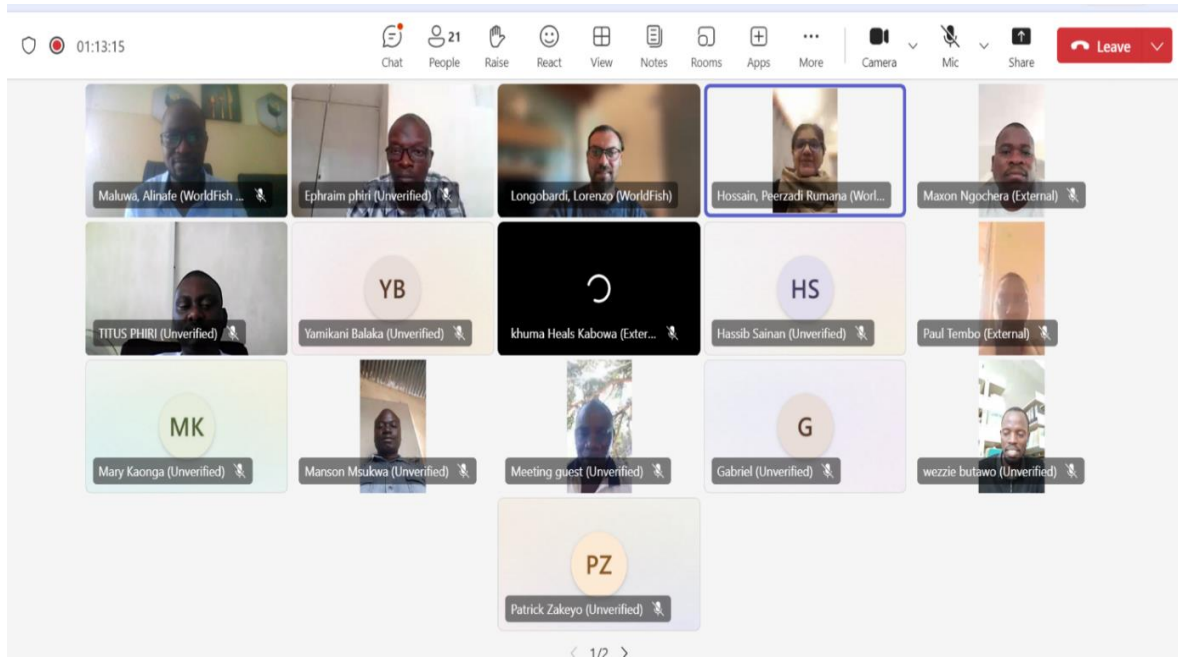 01:13:15
21
Chat People Raise React View Notes Rooms Apps More Camera Mic Share Leave
Maluwa, Alinafe (WorldFish ...
Ephraim phiri (Unverified)
Longobardi, Lorenzo (WorldFish)
Hossain, Peerzadi Rumana (Worl...
Maxon Ngochera (External)
TITUS PHIRI (Unverified)
YB
Yamikani Balaka (Unverified)
khuma Heals Kabowa (Exter...
HS
Hassib Sainan (Unverified)
Paul Tembo (External)
MK
Mary Kaonga (Unverified)
Manson Msukwa (Unverified)
Meeting guest (Unverified)
G
Gabriel (Unverified)
wezzie butawo (Unverified)
PZ
Patrick Zakeyo (Unverified)
1/2